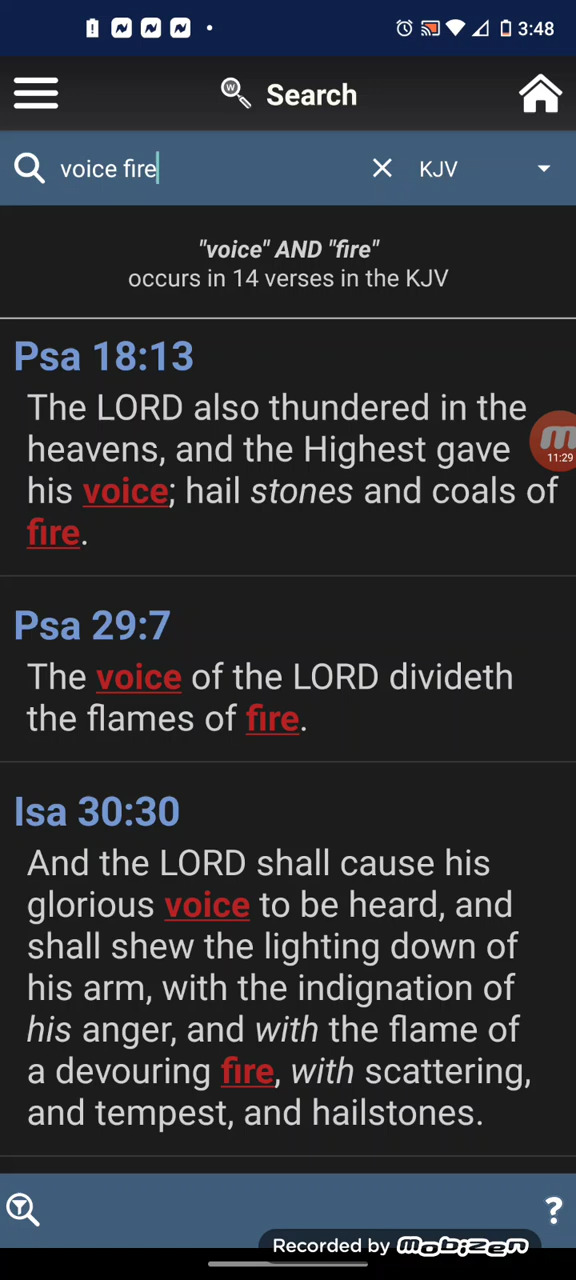 3:48
Search
voice fire
KJV
"voice" AND "fire"
occurs in 14 verses in the KJV
Psa 18:13
The LORD also thundered in the
heavens, and the Highest gave
his voice; hail stones and coals of
fire.
11:29
Psa 29:7
The voice of the LORD divideth
the flames of fire.
Isa 30:30
And the LORD shall cause his
glorious voice to be heard, and
shall shew the lighting down of
his arm, with the indignation of
his anger, and with the flame of
a devouring fire, with scattering,
and tempest, and hailstones.
?
Recorded by mobizen